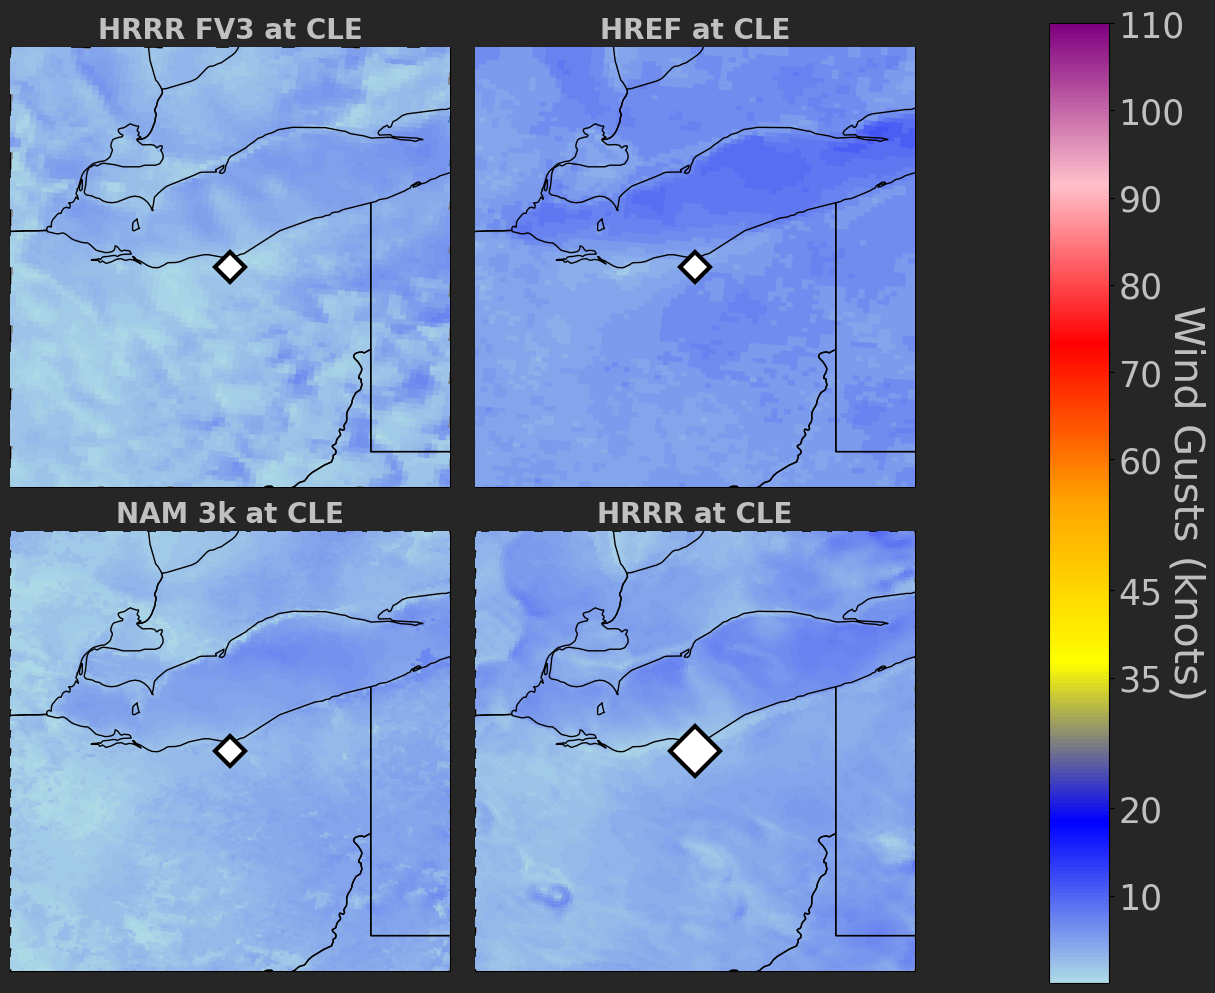 HRRR FV3 at CLE
HREF at CLE
NAM 3k at CLE
HRRR at CLE
110
100
90
80
70
60
45
35
20
10
Wind Gusts (knots)